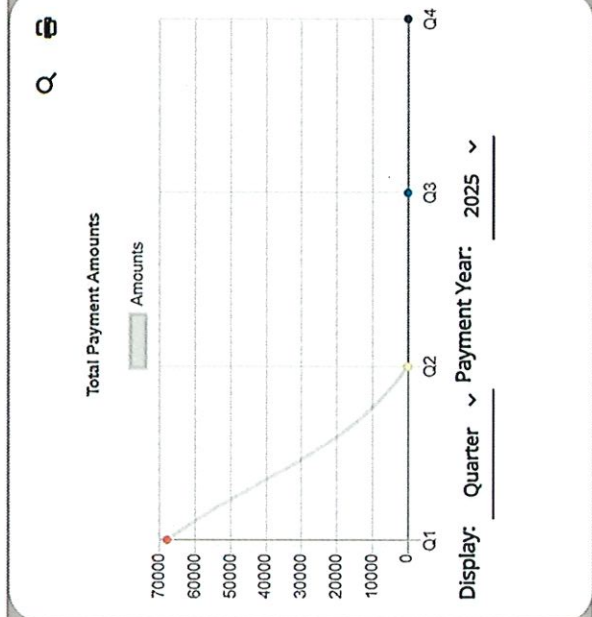 Total Payment Amounts
Amounts
70000
60000
50000
40000
30000
20000
10000
0
Q1 Q2 Q3 Q4
Display: Quarter Payment Year: 2025